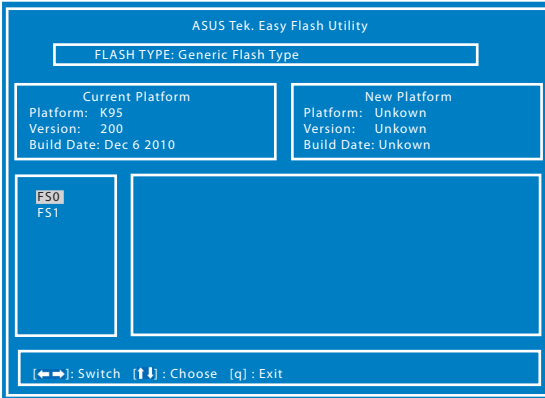 ASUS Tek. Easy Flash Utility
FLASH TYPE: Generic Flash Type
Current Platform
Platform: K95
Version: 200
Build Date: Dec 6 2010
New Platform
Platform: Unkown
Version: Unkown
Build Date: Unkown
FS0
FS1
[←→]: Switch [↑↓] : Choose [q] : Exit